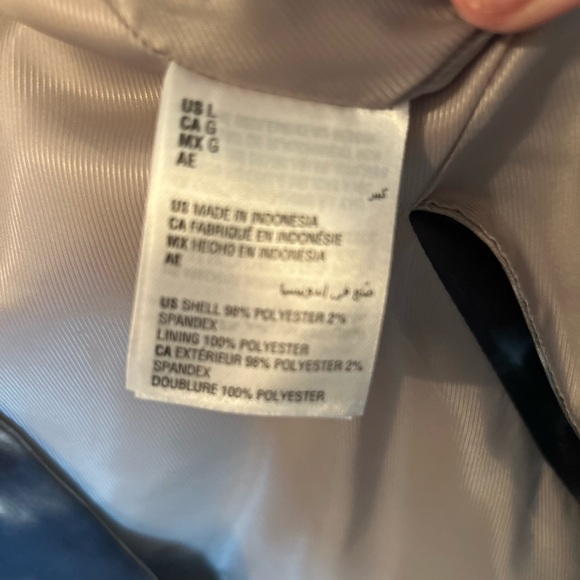 US L
CA G
MX G
AE
كبير
US MADE IN INDONESIA
CA FABRIQUÉ EN INDONÉSIE
MX HECHO EN INDONESIA
AE
صنع في إندونيسيا
US SHELL 98% POLYESTER 2%
SPANDEX
LINING 100% POLYESTER
CA EXTÉRIEUR 98% POLYESTER 2%
SPANDEX
DOUBLURE 100% POLYESTER